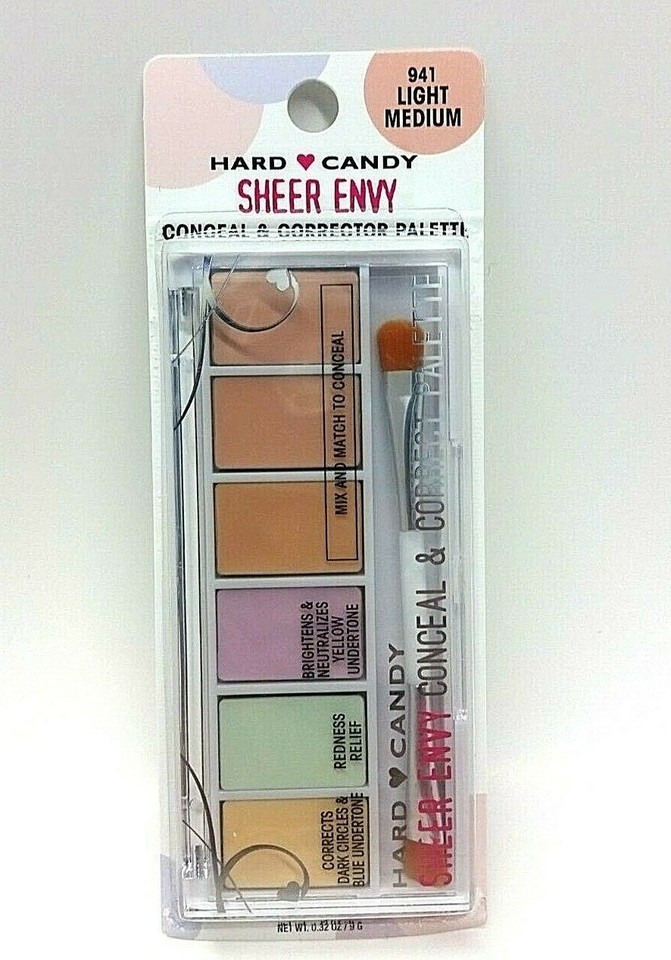 941
LIGHT
MEDIUM
HARD CANDY
SHEER ENVY
CONCEAL & CORRECTOR PALETTE
MIX AND MATCH TO CONCEAL
BRIGHTENS &
NEUTRALIZES
YELLOW
UNDERTONE
REDNESS
RELIEF
CORRECTS
DARK CIRCLES &
BLUE UNDERTONE
HARD CANDY
SHEER ENVY CONCEAL & CORRECT PALETTE
NET WT. 0.32 OZ / 9 G